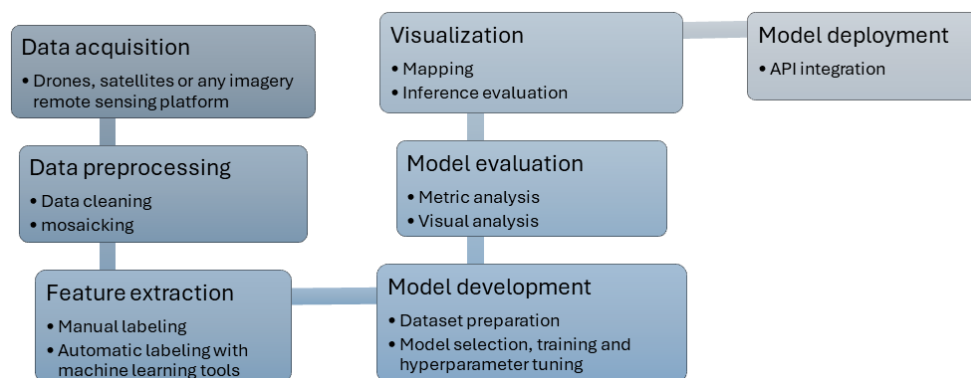 Data acquisition
• Drones, satellites or any imagery
remote sensing platform
Data preprocessing
• Data cleaning
• mosaicking
Feature extraction
• Manual labeling
• Automatic labeling with
machine learning tools
Model development
• Dataset preparation
• Model selection, training and
hyperparameter tuning
Model evaluation
• Metric analysis
• Visual analysis
Visualization
• Mapping
• Inference evaluation
Model deployment
• API integration